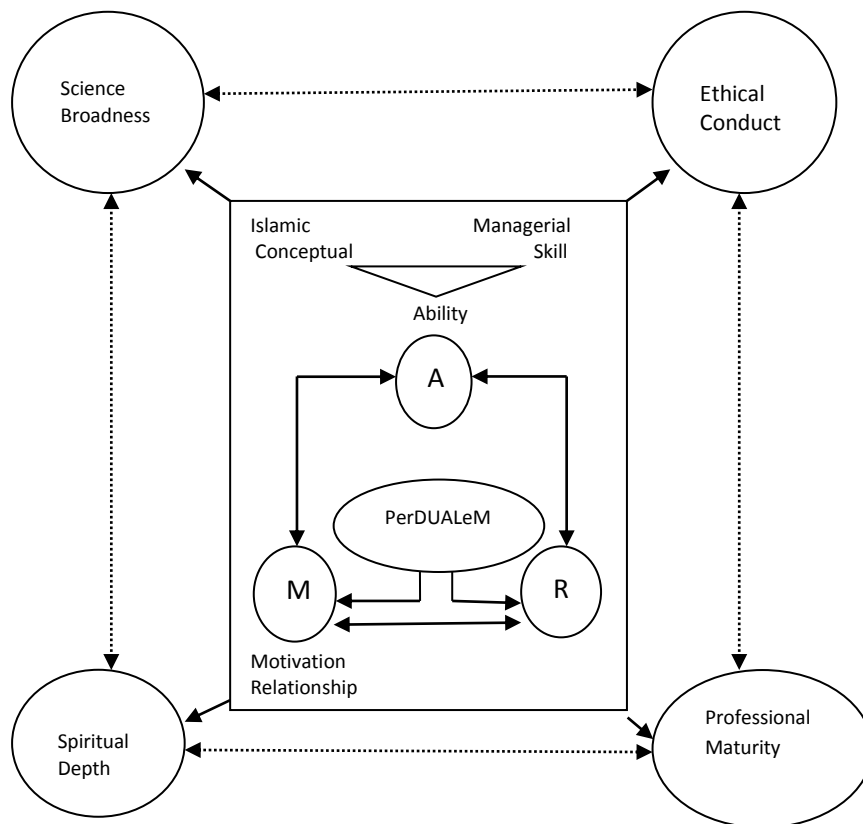 Science
Broadness
Ethical
Conduct
Islamic
Conceptual
Managerial
Skill
Ability
A
PerDUALeM
M
R
Motivation
Relationship
Spiritual
Depth
Professional
Maturity